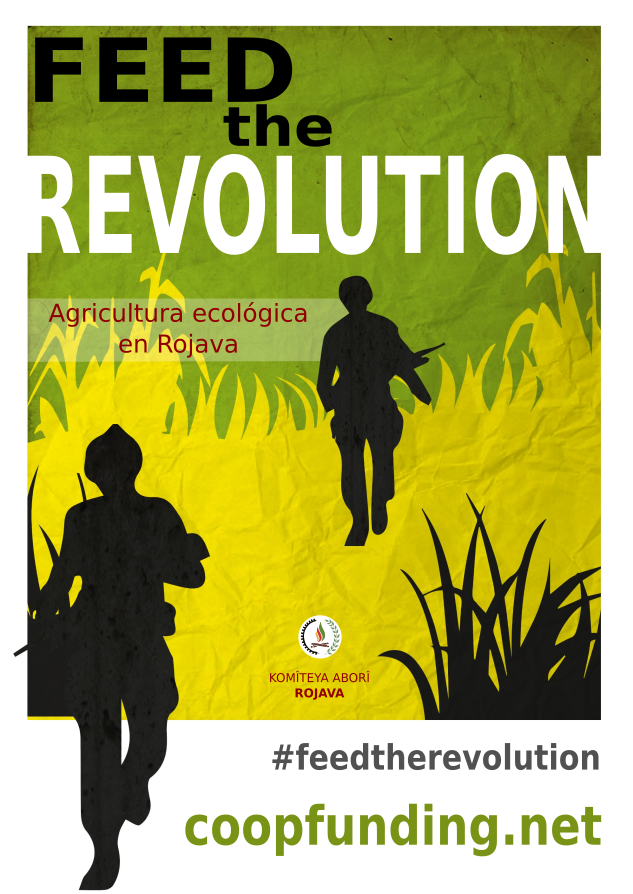 FEED
the
REVOLUTION
Agricultura ecológica
en Rojava
KOMÎTEYA ABORÎ
ROJAVA
#feedtherevolution
coopfunding.net